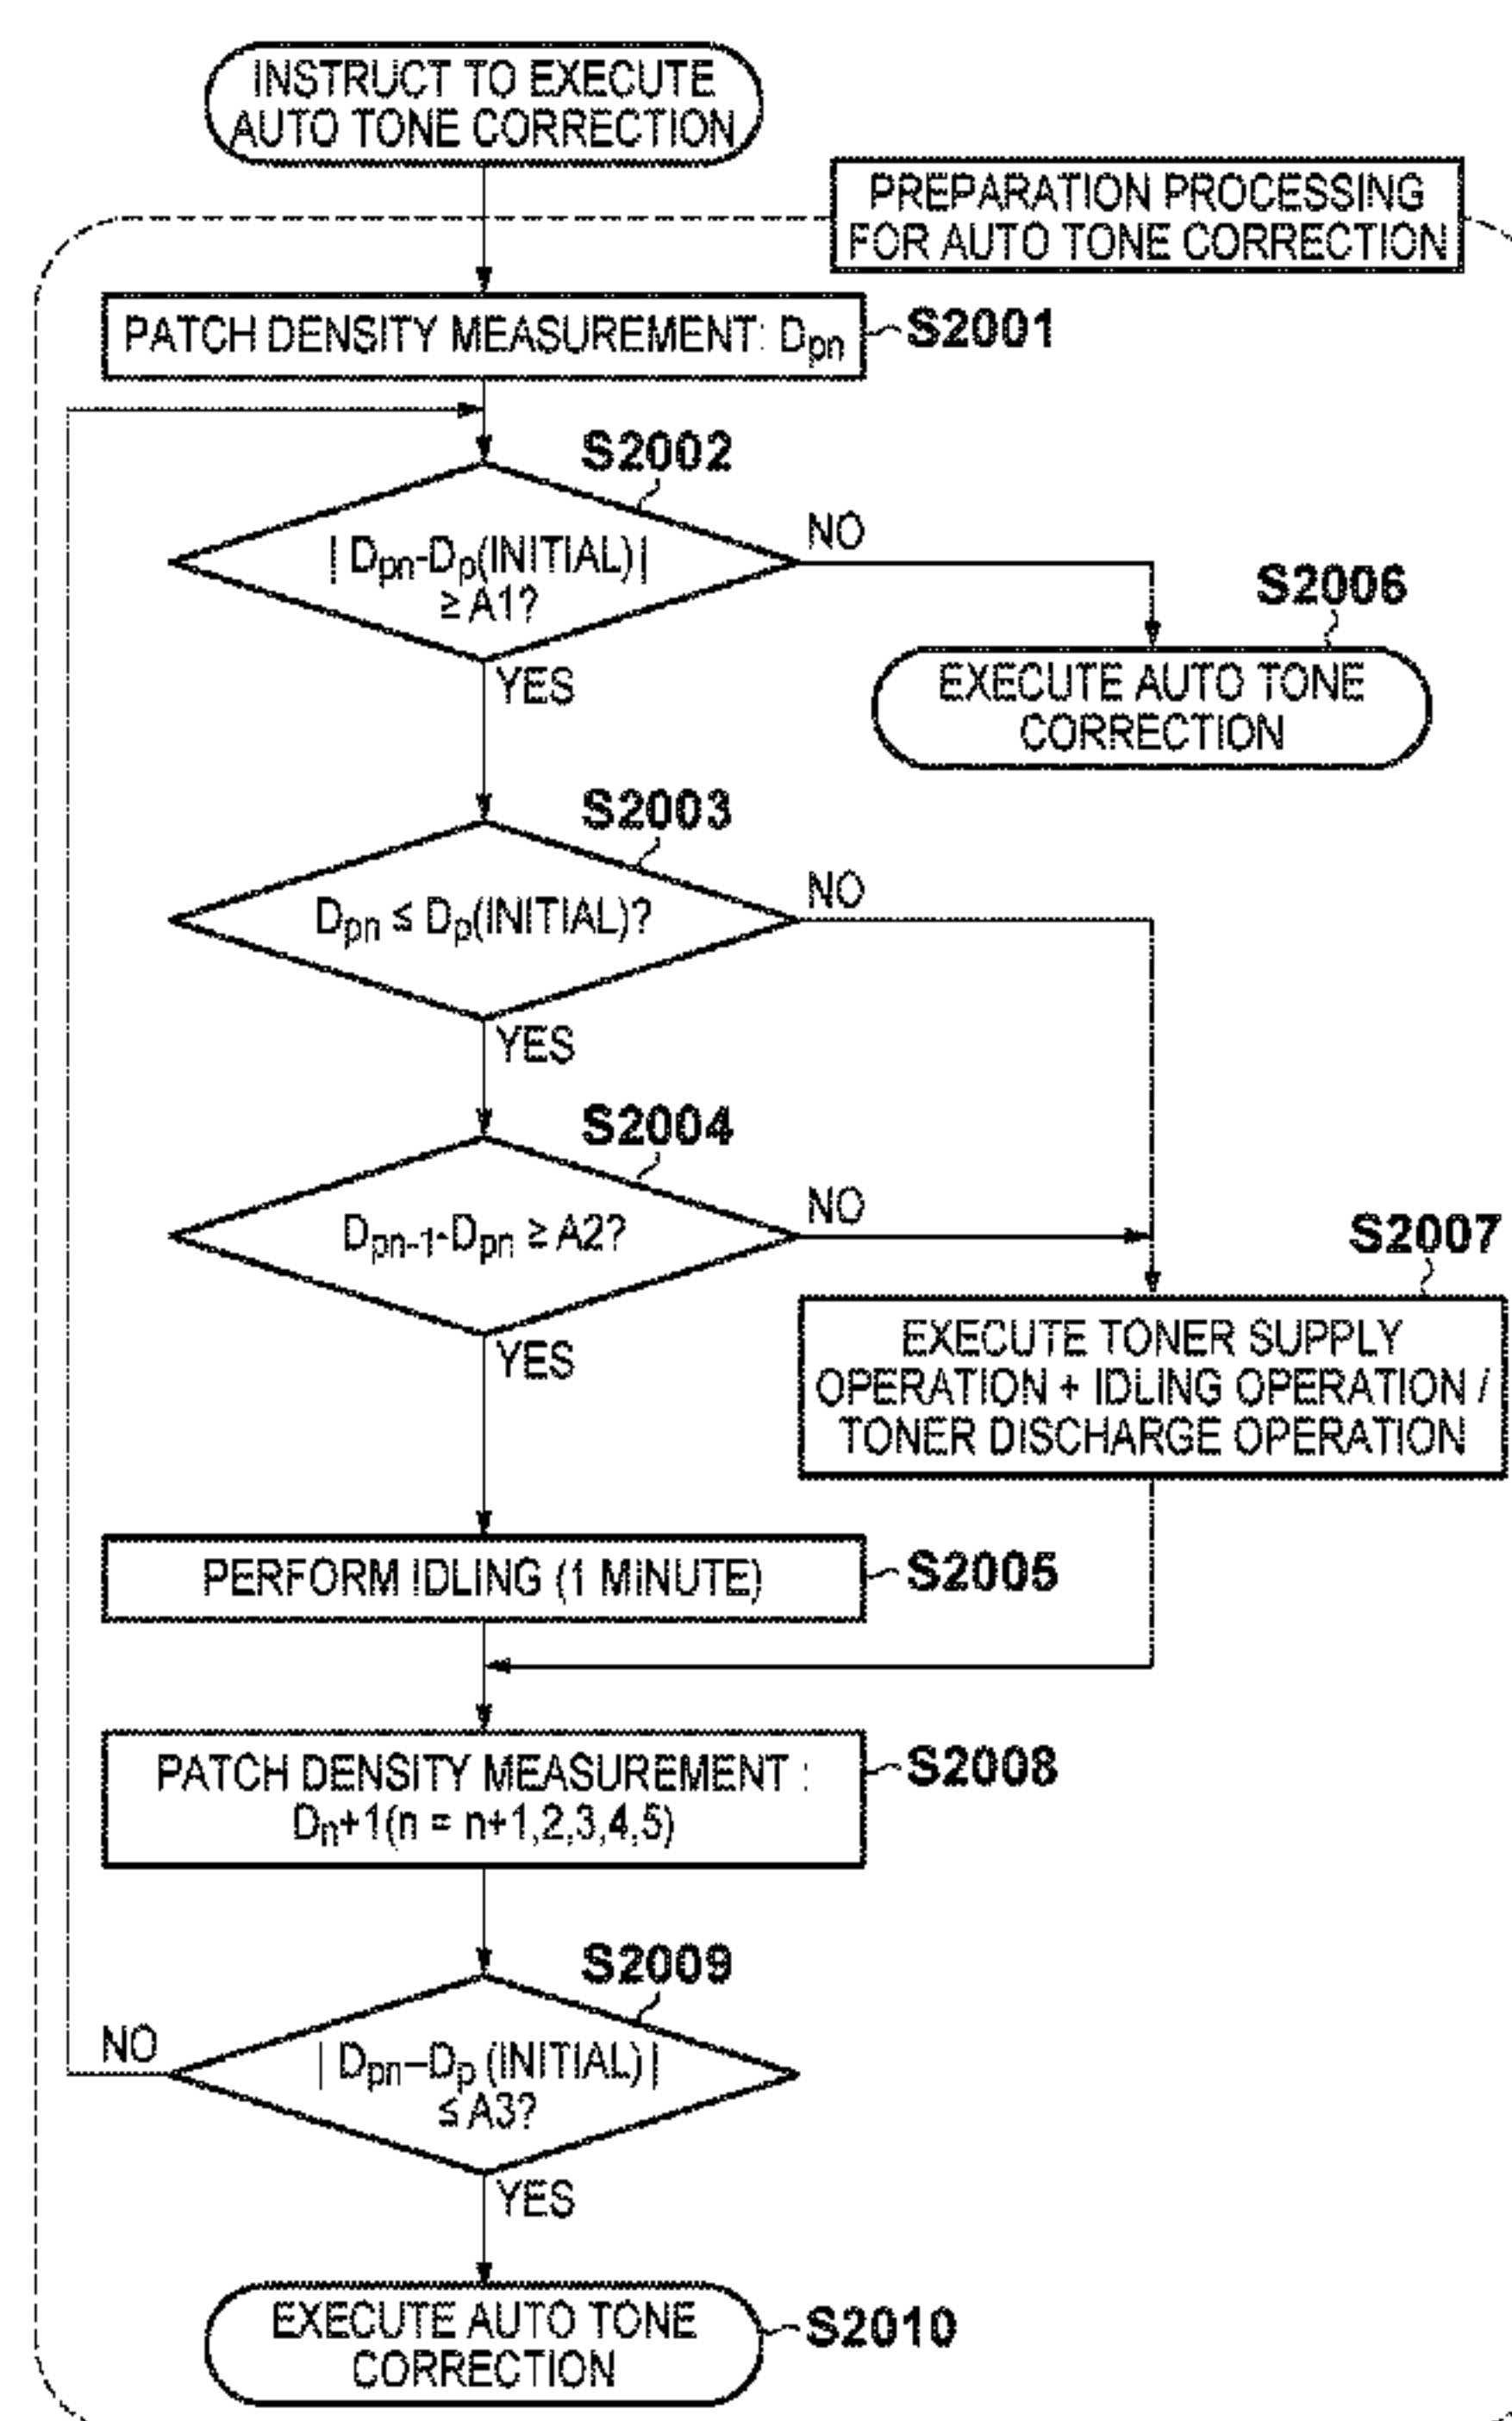 INSTRUCT TO EXECUTE
AUTO TONE CORRECTION
PREPARATION PROCESSING
FOR AUTO TONE CORRECTION
PATCH DENSITY MEASUREMENT: Dpn
S2001
S2002
| Dpn-Dp(INITIAL) |
≥ A1?
NO
YES
S2006
EXECUTE AUTO TONE
CORRECTION
S2003
Dpn ≤ Dp(INITIAL)?
NO
YES
S2004
Dpn-1-Dpn ≥ A2?
NO
YES
S2007
EXECUTE TONER SUPPLY
OPERATION + IDLING OPERATION /
TONER DISCHARGE OPERATION
PERFORM IDLING (1 MINUTE)
S2005
PATCH DENSITY MEASUREMENT :
Dn+1(n = n+1,2,3,4,5)
S2008
S2009
| Dpn–Dp (INITIAL) |
≤ A3?
NO
YES
EXECUTE AUTO TONE
CORRECTION
S2010